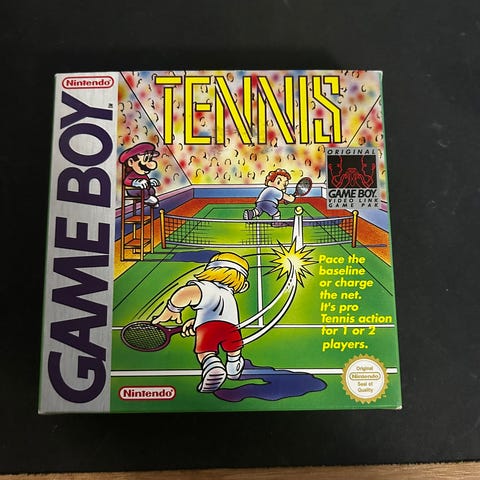 Nintendo
GAME BOY
TM
TENNIS
ORIGINAL
GAME BOY
VIDEO LINK
GAME PAK
Pace the
baseline
or charge
the net.
It's pro
Tennis action
for 1 or 2
players.
Nintendo
Original
Nintendo
Seal of
Quality